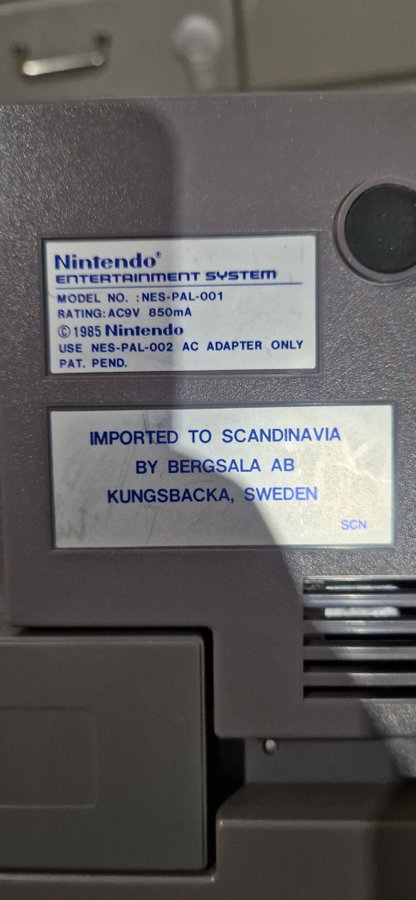 Nintendo®
ENTERTAINMENT SYSTEM
MODEL NO. :NES-PAL-001
RATING:AC9V 850mA
©1985 Nintendo
USE NES-PAL-002 AC ADAPTER ONLY
PAT. PEND.
IMPORTED TO SCANDINAVIA
BY BERGSALA AB
KUNGSBACKA, SWEDEN
SCN